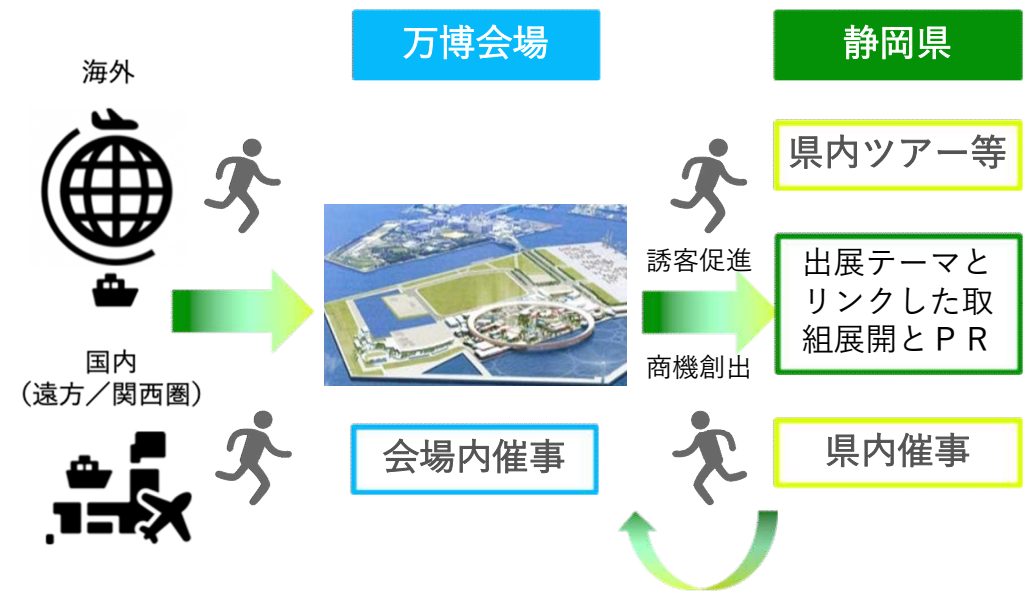 万博会場
静岡県
海外
県内ツアー等
誘客促進
出展テーマと
リンクした取
組展開とＰＲ
商機創出
国内
（遠方／関西圏）
会場内催事
県内催事